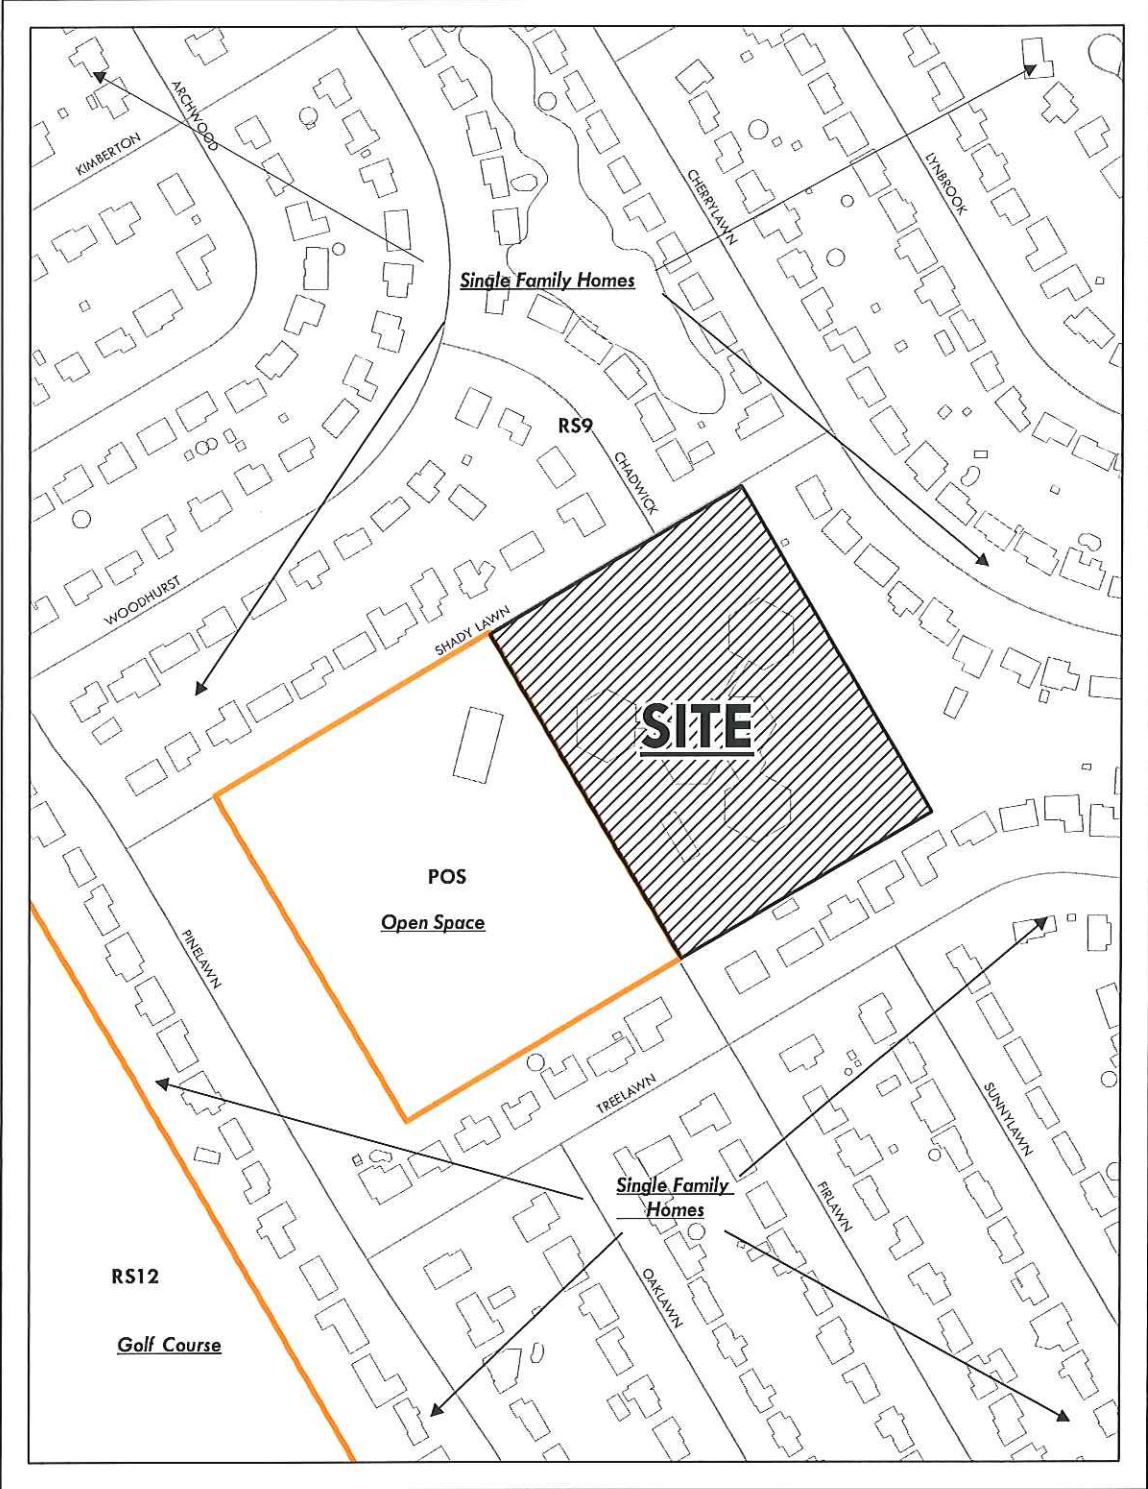 ARCHWOOD
KIMBERTON
CHERRYLAWN
LYNBROOK
Single Family Homes
RS9
CHADWICK
WOODHURST
SHADY LAWN
SITE
POS
Open Space
PINELAWN
TREELAWN
SUNNYLAWN
Single Family
Homes
FIRLAWN
RS12
OAKLAWN
Golf Course